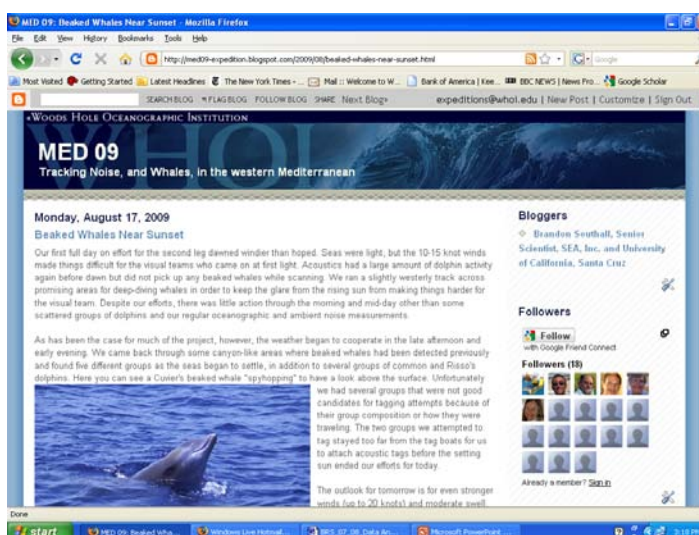 MED 09: Beaked Whales Near Sunset - Mozilla Firefox
File Edit View History Bookmarks Tools Help
http://med09-expedition.blogspot.com/2009/08/beaked-whales-near-sunset.html
Google
Most Visited Getting Started Latest Headlines The New York Times - ... Mail :: Welcome to W... Bank of America | Kee... BBC NEWS | News Fro... Google Scholar
SEARCH BLOG FLAG BLOG FOLLOW BLOG SHARE Next Blog» expeditions@whoi.edu | New Post | Customize | Sign Out
Woods Hole Oceanographic Institution
WHOI
MED 09
Tracking Noise, and Whales, in the western Mediterranean
Monday, August 17, 2009
Beaked Whales Near Sunset
Our first full day on effort for the second leg dawned windier than hoped. Seas were light, but the 10-15 knot winds
made things difficult for the visual teams who came on at first light. Acoustics had a large amount of dolphin activity
again before dawn but did not pick up any beaked whales while scanning. We ran a slightly westerly track across
promising areas for deep-diving whales in order to keep the glare from the rising sun from making things harder for
the visual team. Despite our efforts, there was little action through the morning and mid-day other than some
scattered groups of dolphins and our regular oceanographic and ambient noise measurements.
As has been the case for much of the project, however, the weather began to cooperate in the late afternoon and
early evening. We came back through some canyon-like areas where beaked whales had been detected previously
and found five different groups as the seas began to settle, in addition to several groups of common and Risso's
dolphins. Here you can see a Cuvier's beaked whale "spyhopping" to have a look above the surface. Unfortunately
we had several groups that were not good
candidates for tagging attempts because of
their group composition or how they were
traveling. The two groups we attempted to
tag stayed too far from the tag boats for us
to attach acoustic tags before the setting
sun ended our efforts for today.
The outlook for tomorrow is for even stronger
winds (up to 20 knots) and moderate swell
Bloggers
Brandon Southall, Senior
Scientist, SEA, Inc. and University
of California, Santa Cruz
Followers
Follow
with Google Friend Connect
Followers (18)
Already a member? Sign in
Done
start
MED 09: Beaked Wha...
Windows Live Hotmail...
BRS_07_08_Data An...
Microsoft PowerPoint ...
3:10 PM